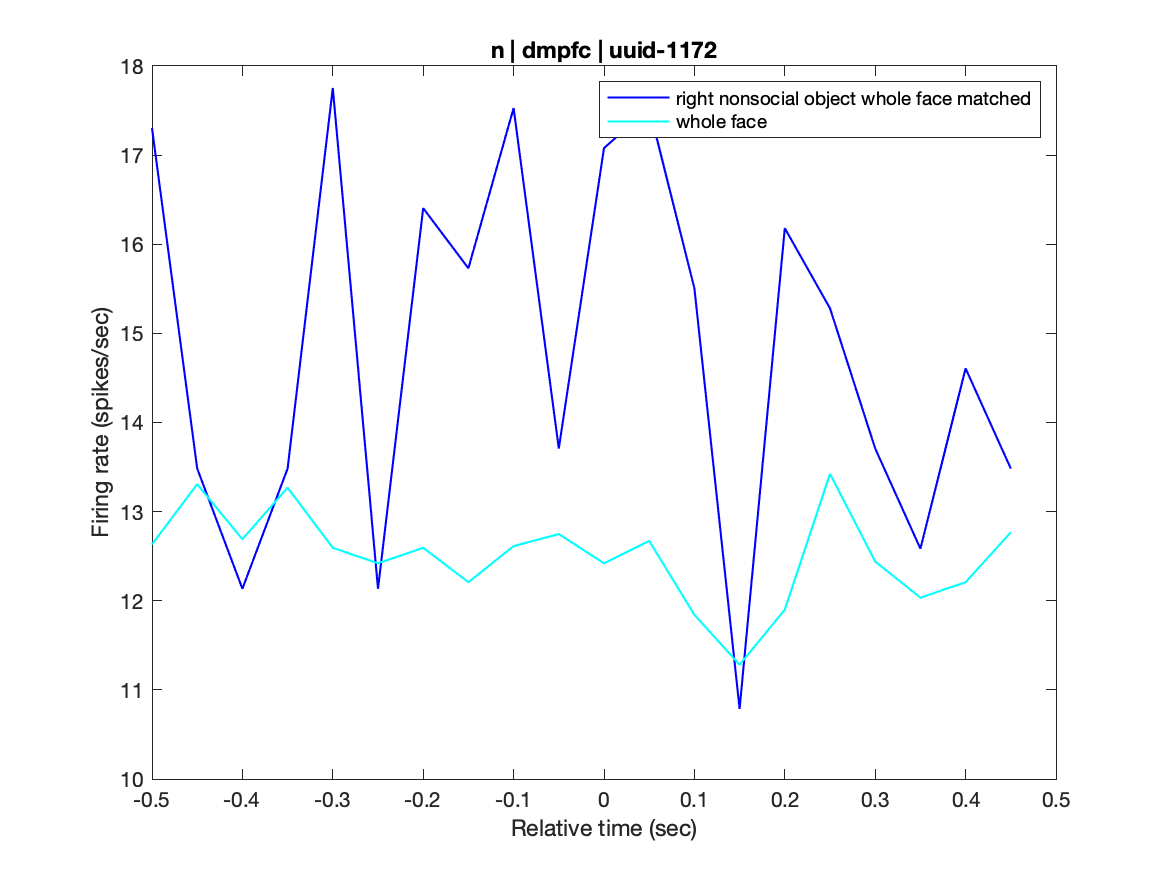 n | dmpfc | uuid-1172
right nonsocial object whole face matched
whole face
Firing rate (spikes/sec)
18
17
16
15
14
13
12
11
10
-0.5 -0.4 -0.3 -0.2 -0.1 0 0.1 0.2 0.3 0.4 0.5
Relative time (sec)